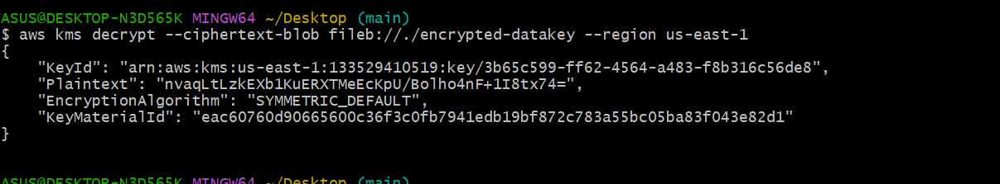 ASUS@DESKTOP-N3D565K MINGW64 ~/Desktop (main)
$ aws kms decrypt --ciphertext-blob fileb://./encrypted-datakey --region us-east-1
{
    "KeyId": "arn:aws:kms:us-east-1:133529410519:key/3b65c599-ff62-4564-a483-f8b316c56de8",
    "Plaintext": "nvaqLtLzkEXb1KuERXTMeEcKpU/Bolho4nF+1I8tx74=",
    "EncryptionAlgorithm": "SYMMETRIC_DEFAULT",
    "KeyMaterialId": "eac60760d90665600c36f3c0fb7941edb19bf872c783a55bc05ba83f043e82d1"
}
ASUS@DESKTOP-N3D565K MINGW64 ~/Desktop (main)